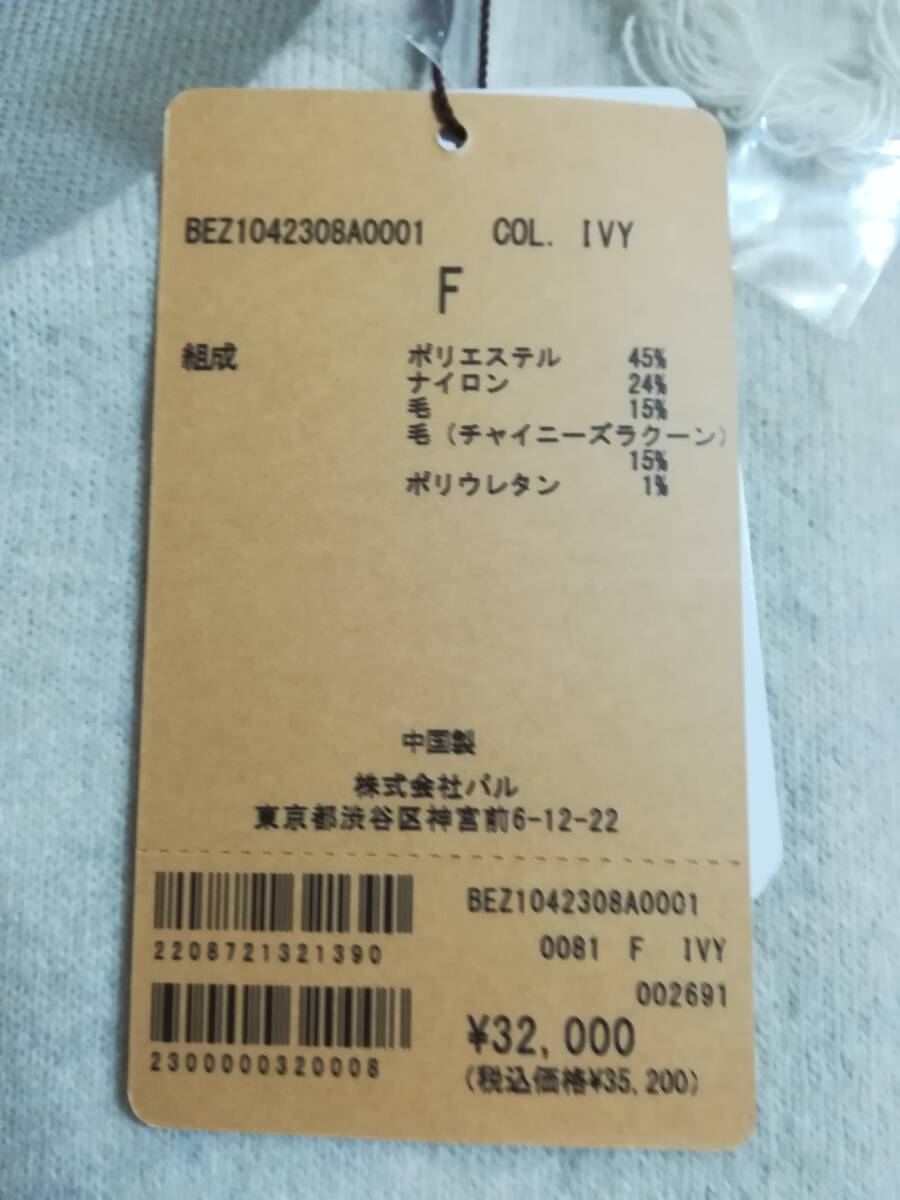 BEZ1042308A0001 COL. IVY
F
組成 ポリエステル 45%
ナイロン 24%
毛 15%
毛(チャイニーズラクーン)
15%
ポリウレタン 1%
中国製
株式会社パル
東京都渋谷区神宮前6-12-22
BEZ1042308A0001
2208721321390
0081 F IVY
002691
¥32,000
2300000320008
(税込価格¥35,200)